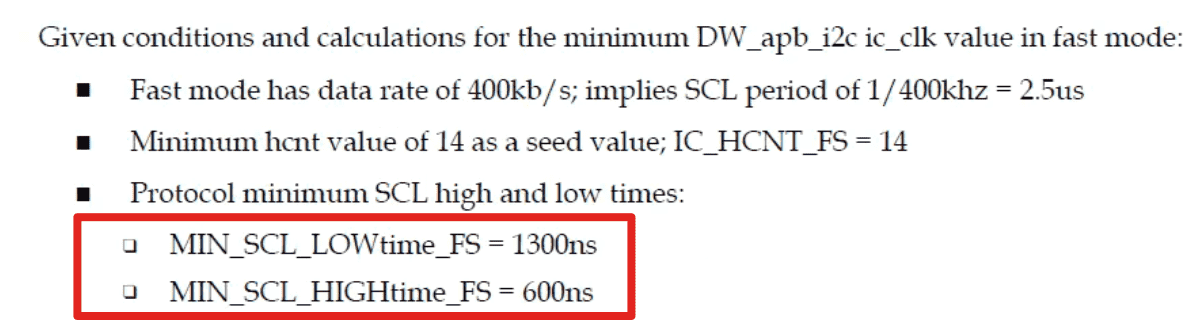 Given conditions and calculations for the minimum DW_apb_i2c ic_clk value in fast mode:
■ Fast mode has data rate of 400kb/s; implies SCL period of 1/400khz = 2.5us
■ Minimum hcnt value of 14 as a seed value; IC_HCNT_FS = 14
■ Protocol minimum SCL high and low times:
❑ MIN_SCL_LOWtime_FS = 1300ns
❑ MIN_SCL_HIGHtime_FS = 600ns